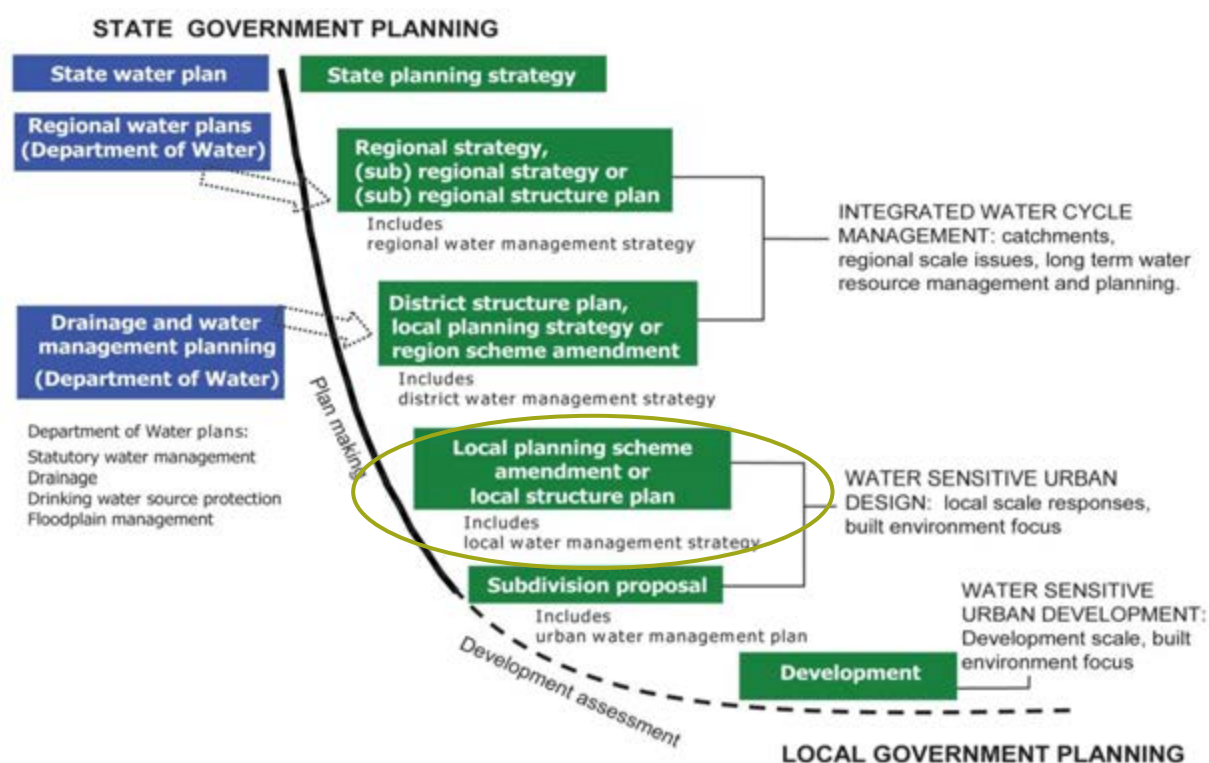 STATE GOVERNMENT PLANNING
State water plan
State planning strategy
Regional water plans
(Department of Water)
Regional strategy,
(sub) regional strategy or
(sub) regional structure plan
Includes
regional water management strategy
INTEGRATED WATER CYCLE
MANAGEMENT: catchments,
regional scale issues, long term water
resource management and planning.
Drainage and water
management planning
(Department of Water)
District structure plan,
local planning strategy or
region scheme amendment
Includes
district water management strategy
Department of Water plans:
Statutory water management
Drainage
Drinking water source protection
Floodplain management
Plan making
Local planning scheme
amendment or
local structure plan
Includes
local water management strategy
WATER SENSITIVE URBAN
DESIGN: local scale responses,
built environment focus
Subdivision proposal
Includes
urban water management plan
Development assessment
Development
WATER SENSITIVE
URBAN DEVELOPMENT:
Development scale, built
environment focus
LOCAL GOVERNMENT PLANNING